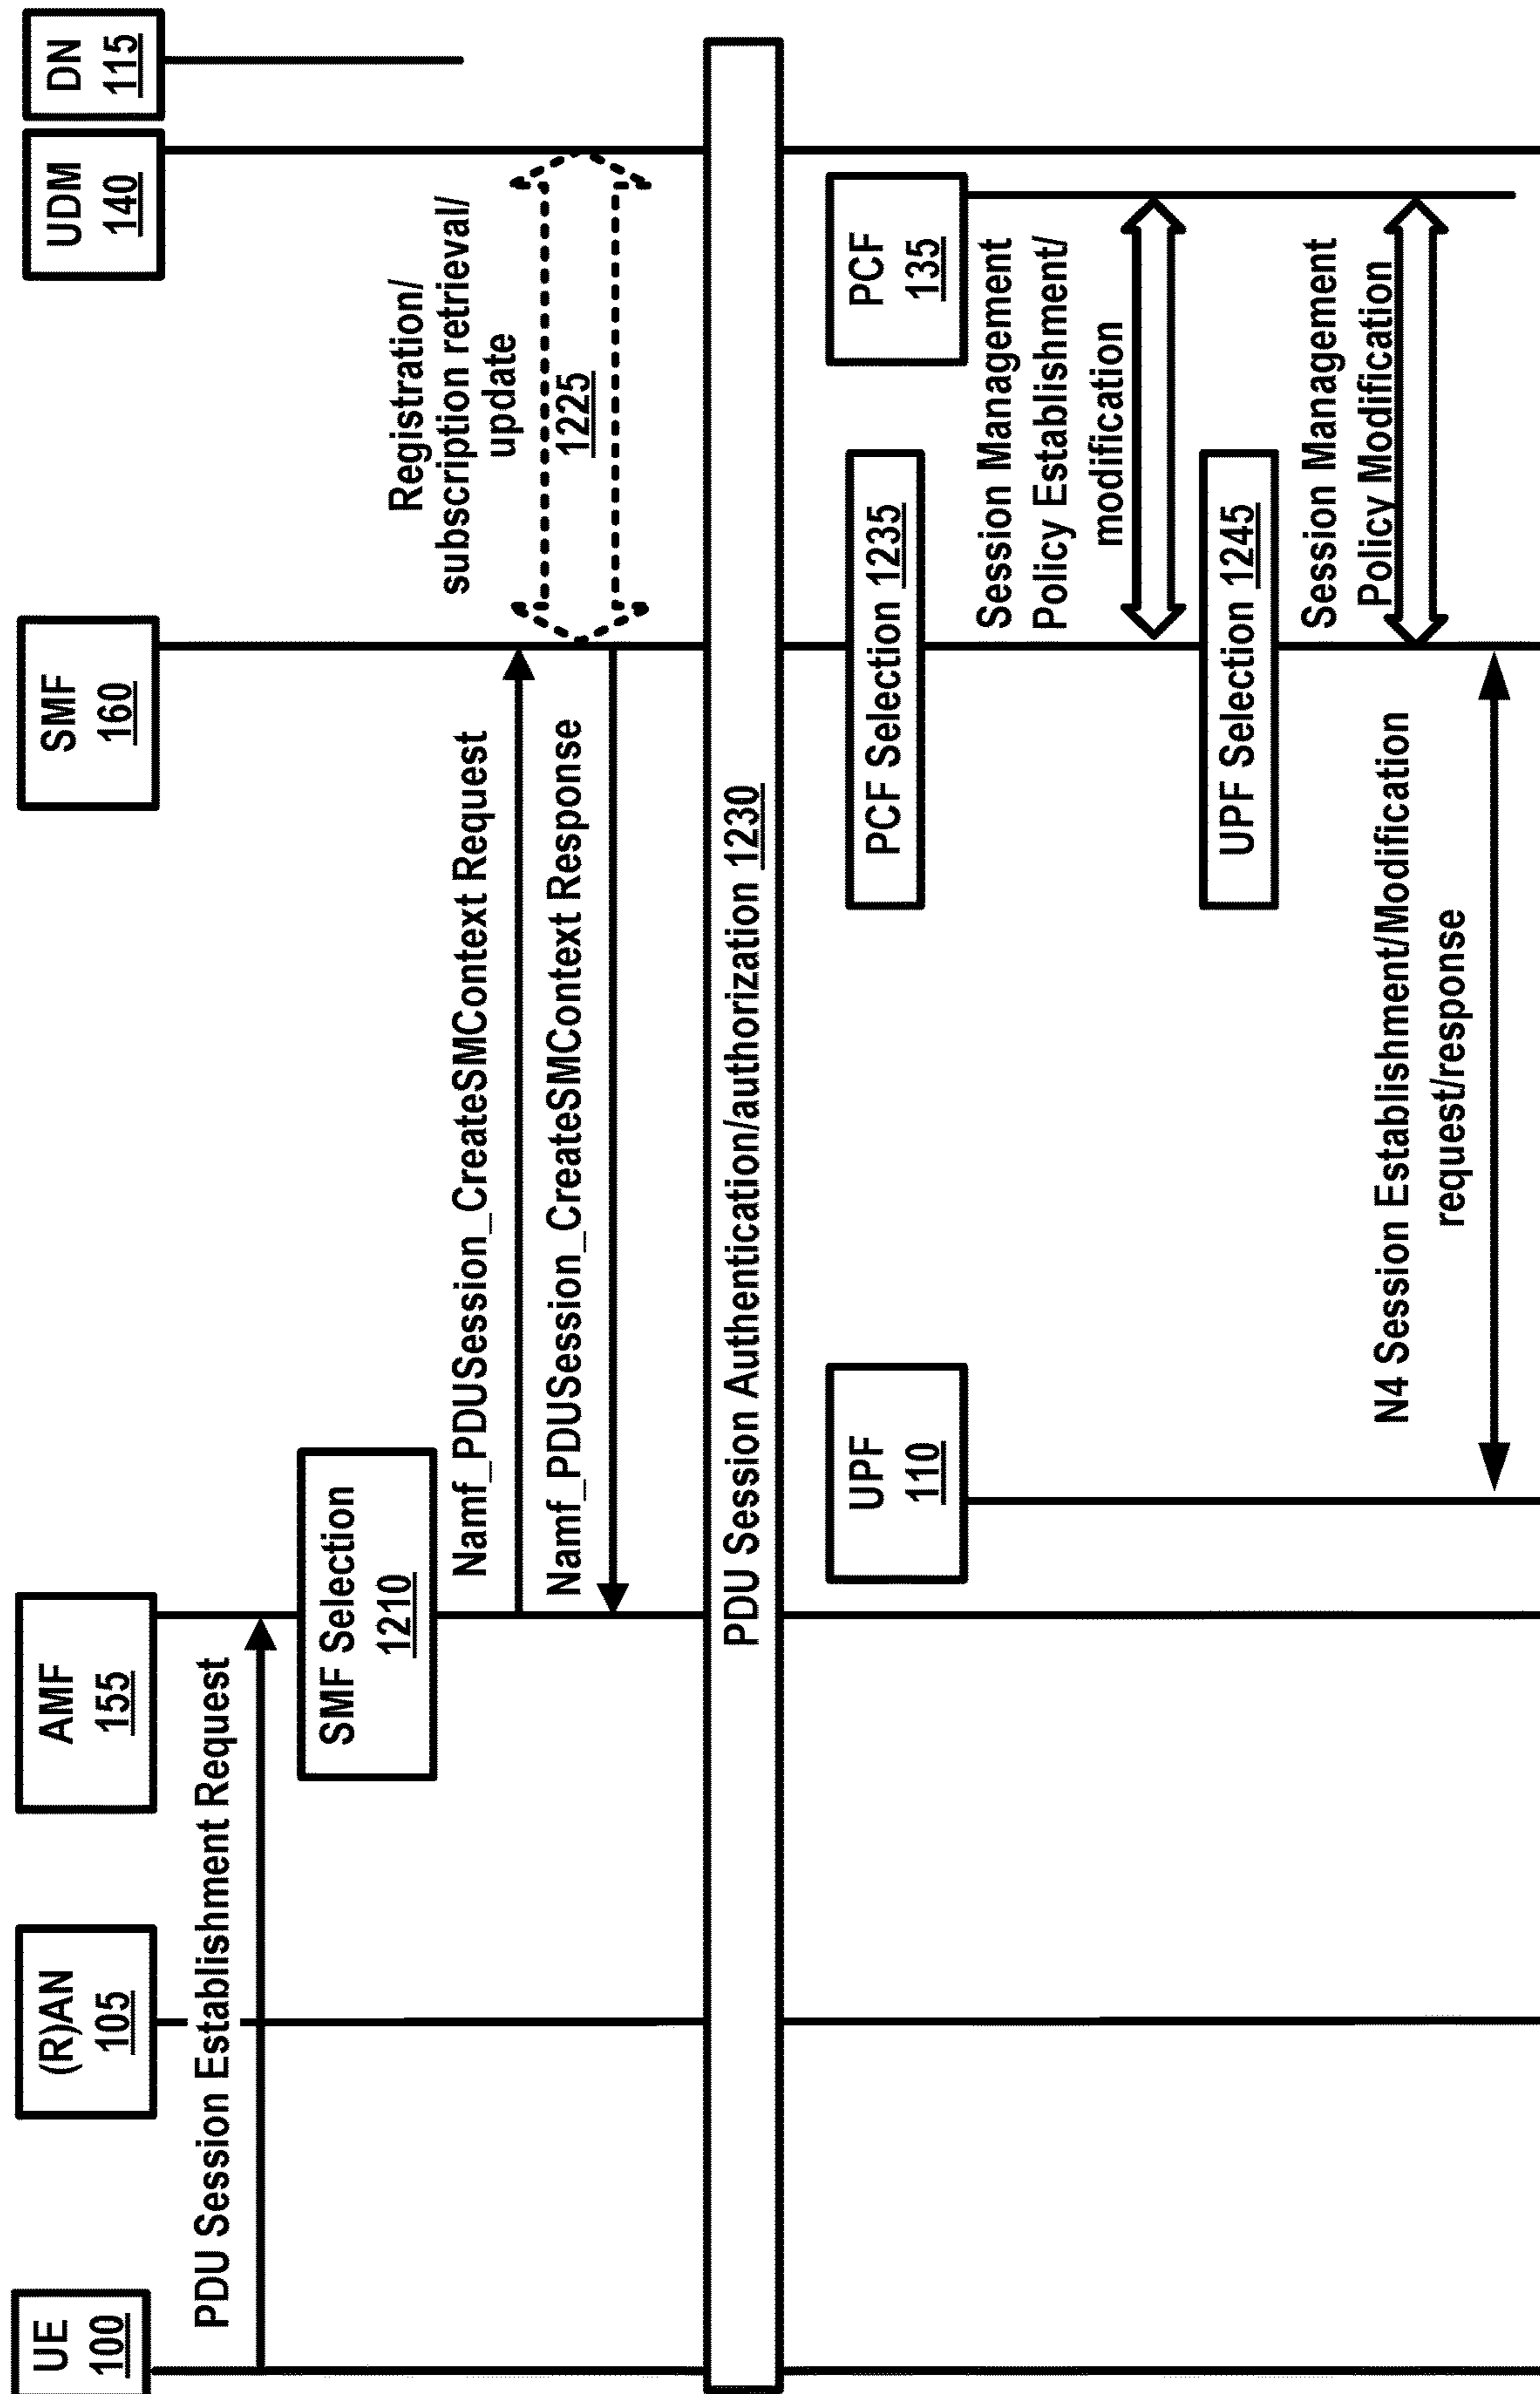 UE
100
(R)AN
105
AMF
155
SMF
160
UDM
140
DN
115
PDU Session Establishment Request
SMF Selection
1210
Namf_PDUSession_CreateSMContext Request
Namf_PDUSession_CreateSMContext Response
Registration/
subscription retrieval/
update
1225
PDU Session Authentication/authorization 1230
UPF
110
PCF
135
PCF Selection 1235
Session Management
Policy Establishment/
modification
UPF Selection 1245
Session Management
Policy Modification
N4 Session Establishment/Modification
request/response